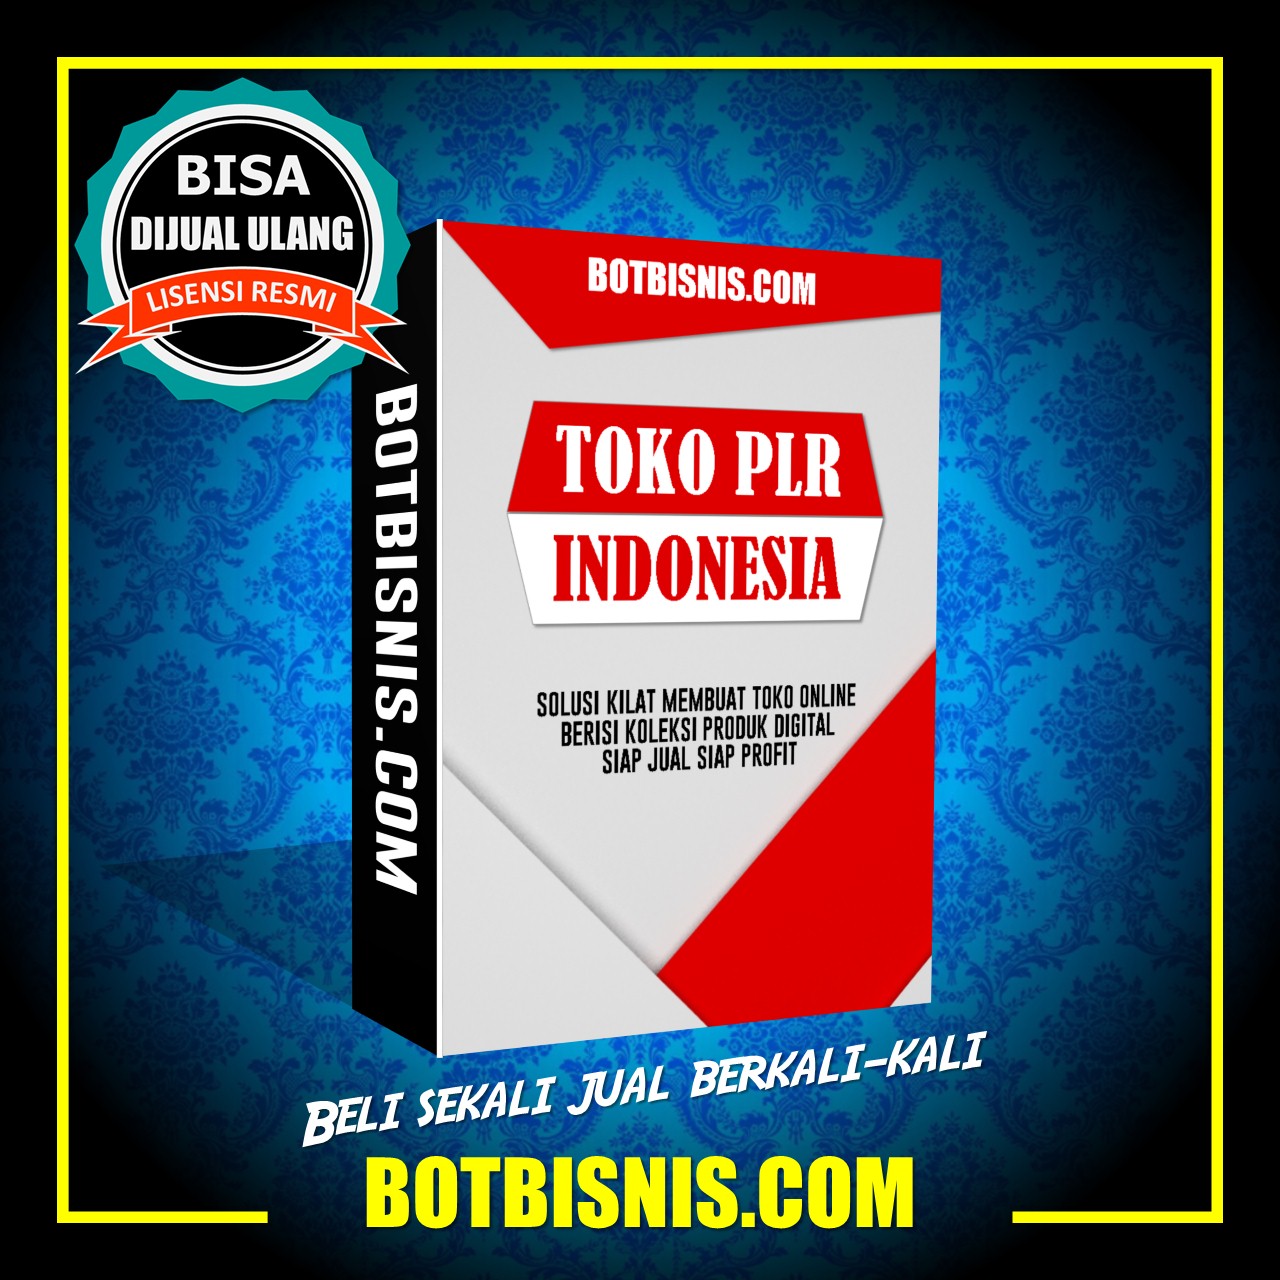 BISA
DIJUAL ULANG
LISENSI RESMI
BOTBISNIS.COM
BOTBISNIS.COM
TOKO PLR
INDONESIA
SOLUSI KILAT MEMBUAT TOKO ONLINE
BERISI KOLEKSI PRODUK DIGITAL
SIAP JUAL SIAP PROFIT
BELI SEKALI JUAL BERKALI-KALI
BOTBISNIS.COM